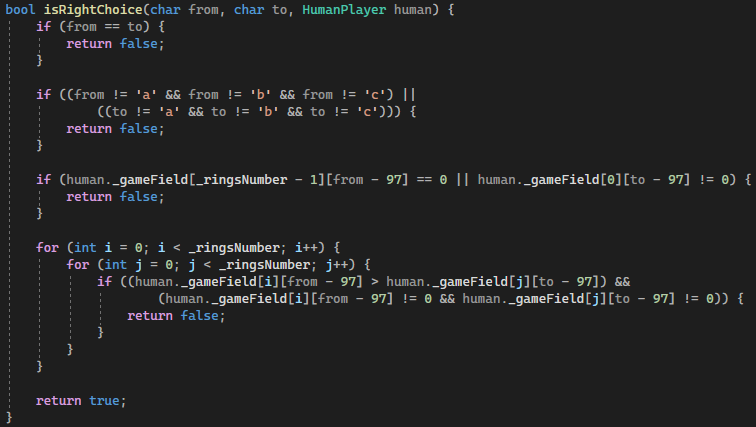 bool isRightChoice(char from, char to, HumanPlayer human) {
    if (from == to) {
        return false;
    }

    if ((from != 'a' && from != 'b' && from != 'c') ||
            ((to != 'a' && to != 'b' && to != 'c'))) {
        return false;
    }

    if (human._gameField[_ringsNumber - 1][from - 97] == 0 || human._gameField[0][to - 97] != 0) {
        return false;
    }

    for (int i = 0; i < _ringsNumber; i++) {
        for (int j = 0; j < _ringsNumber; j++) {
            if ((human._gameField[i][from - 97] > human._gameField[j][to - 97]) &&
                    (human._gameField[i][from - 97] != 0 && human._gameField[j][to - 97] != 0)) {
                return false;
            }
        }
    }

    return true;
}